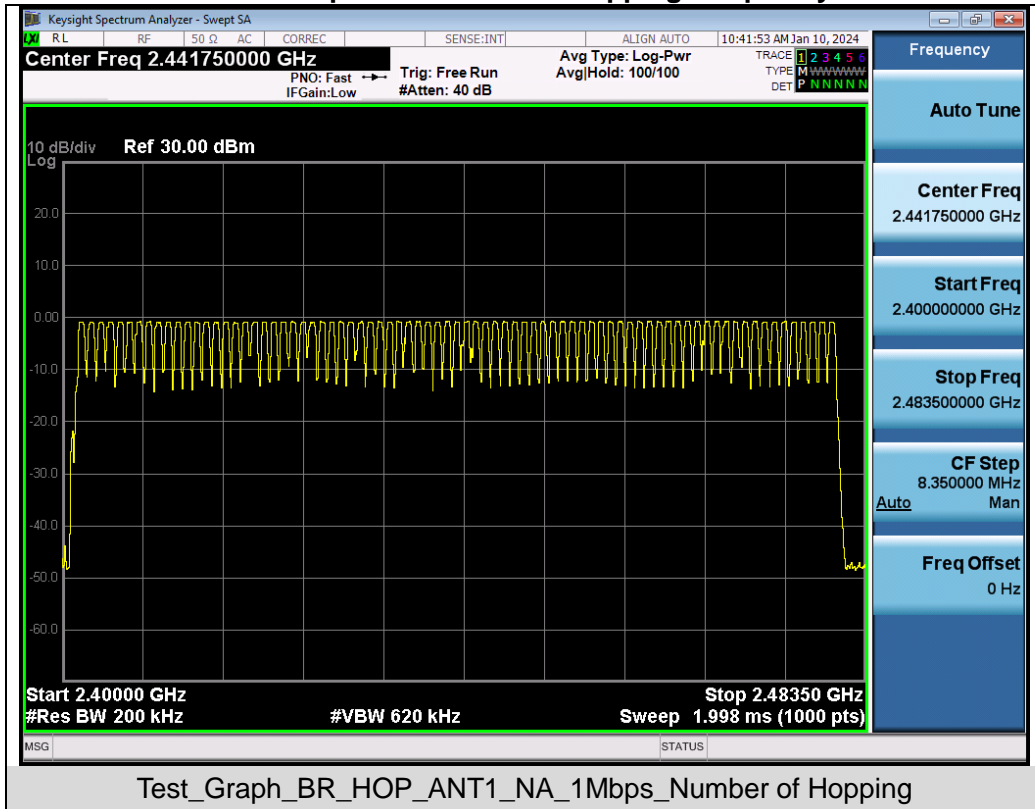 Keysight Spectrum Analyzer - Swept SA
LXI RL RF 50 Ω AC CORREC SENSE:INT ALIGN AUTO 10:41:53 AM Jan 10, 2024
Center Freq 2.441750000 GHz
PNO: Fast
IFGain:Low
Trig: Free Run
#Atten: 40 dB
Avg Type: Log-Pwr
Avg|Hold: 100/100
TRACE 1 2 3 4 5 6
TYPE M WWWWW
DET P N N N N N
10 dB/div Ref 30.00 dBm
Log
20.0
10.0
0.00
-10.0
-20.0
-30.0
-40.0
-50.0
-60.0
Start 2.40000 GHz Stop 2.48350 GHz
#Res BW 200 kHz #VBW 620 kHz Sweep 1.998 ms (1000 pts)
MSG STATUS
Frequency
Auto Tune
Center Freq
2.441750000 GHz
Start Freq
2.400000000 GHz
Stop Freq
2.483500000 GHz
CF Step
8.350000 MHz
Auto Man
Freq Offset
0 Hz
Test_Graph_BR_HOP_ANT1_NA_1Mbps_Number of Hopping